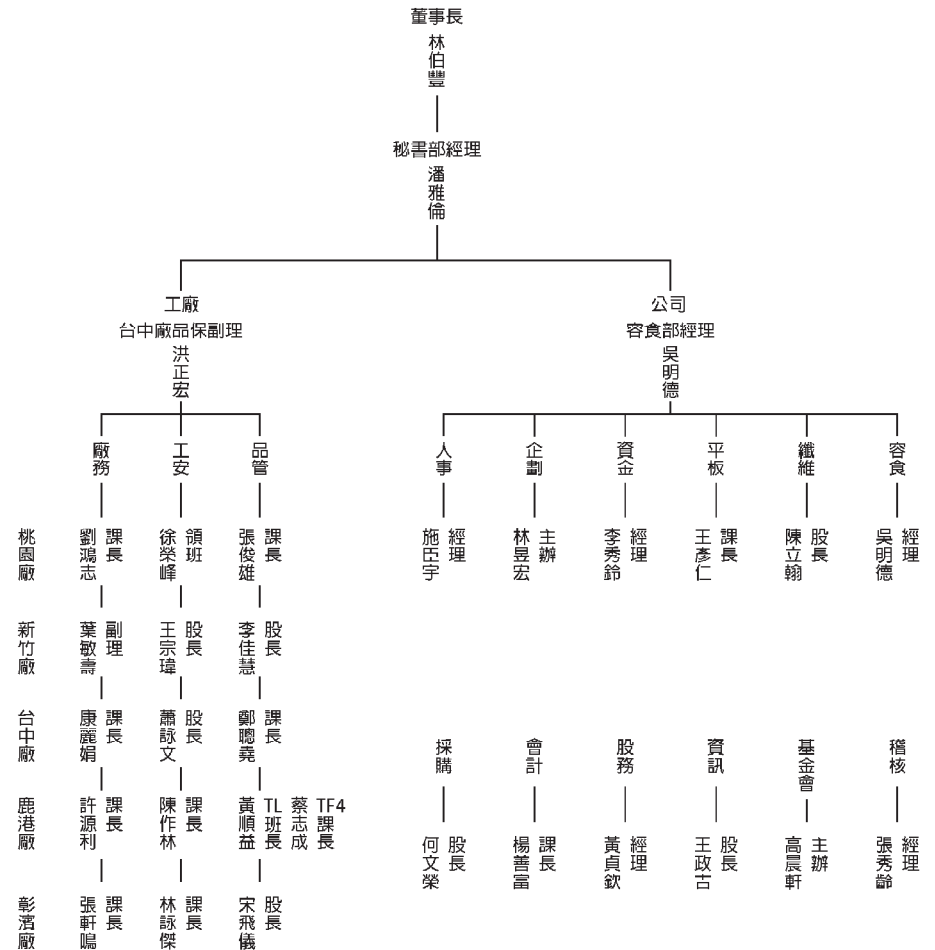 董事長
林伯豐
秘書部經理
潘雅倫
工廠
台中廠品保副理
洪正宏
公司
容食部經理
吳明德
廠務
工安
品管
人事
企劃
資金
平板
纖維
容食
桃園廠
劉鴻志
課長
徐榮峰
領班
張俊雄
課長
施臣宇
經理
林昱宏
主辦
李秀鈴
經理
王彥仁
課長
陳立翰
股長
吳明德
經理
新竹廠
葉敏壽
副理
王宗瑋
股長
李佳慧
股長
台中廠
康麗娟
課長
蕭詠文
股長
鄭聰堯
課長
採購
會計
股務
資訊
基金會
稽核
鹿港廠
許源利
課長
陳作林
課長
黃順益
TL班長
蔡志成
TF4課長
何文榮
股長
楊善富
課長
黃貞欽
經理
王政古
股長
高晨軒
主辦
張秀齡
經理
彰濱廠
張軒鳴
課長
林詠傑
課長
宋飛儀
股長